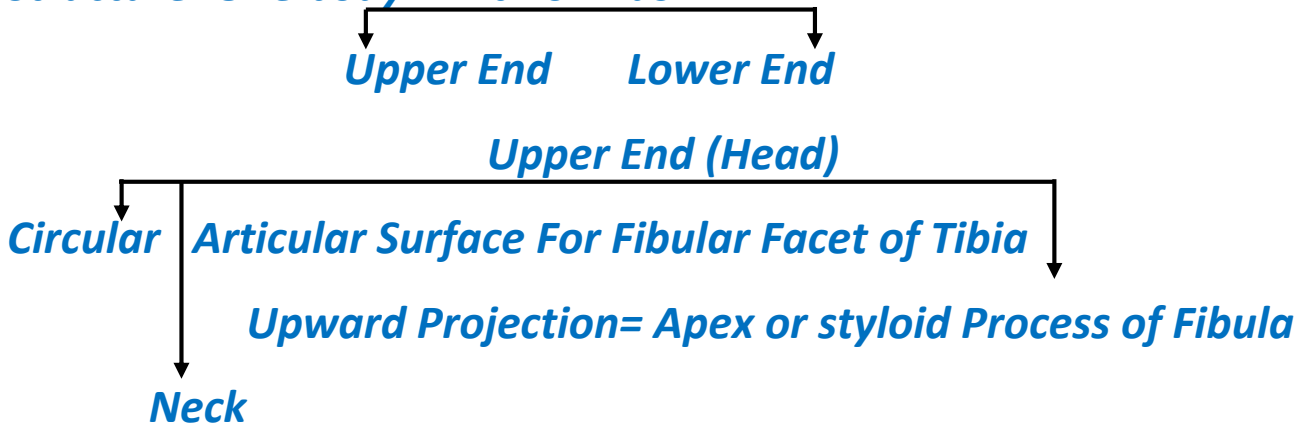 Upper End Lower End
Upper End (Head)
Circular Articular Surface For Fibular Facet of Tibia
Upward Projection= Apex or styloid Process of Fibula
Neck